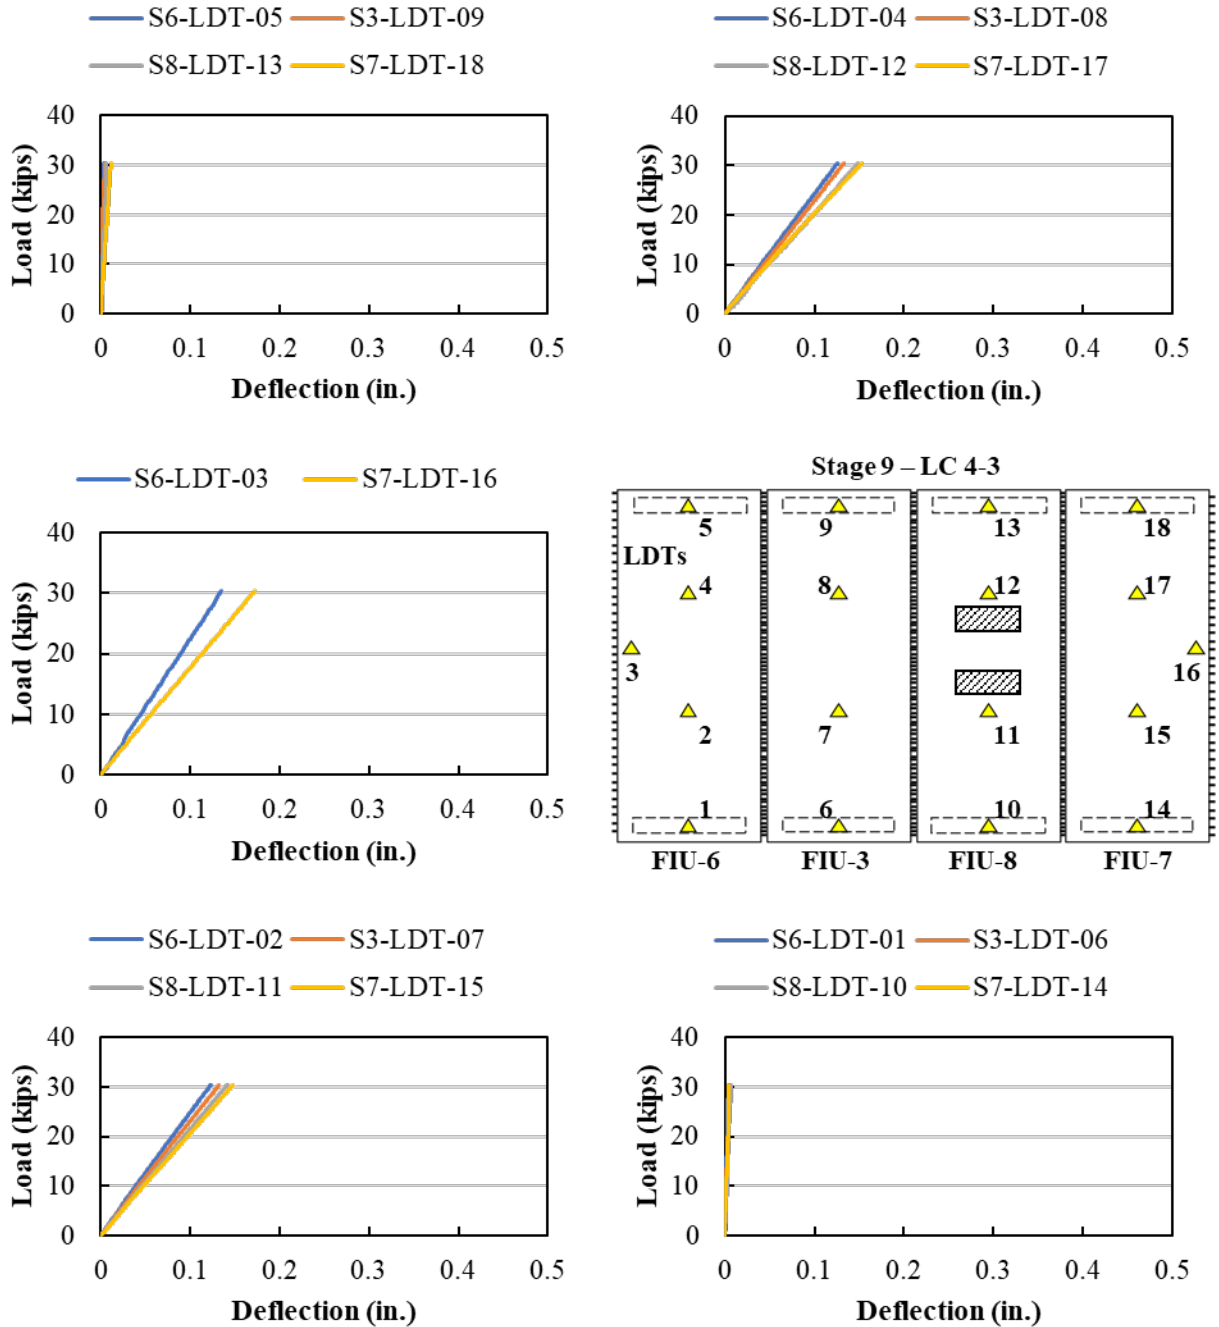 S6-LDT-05 S3-LDT-09
S8-LDT-13 S7-LDT-18
40
30
20
10
0
Load (kips)
0 0.1 0.2 0.3 0.4 0.5
Deflection (in.)
S6-LDT-04 S3-LDT-08
S8-LDT-12 S7-LDT-17
40
30
20
10
0
Load (kips)
0 0.1 0.2 0.3 0.4 0.5
Deflection (in.)
S6-LDT-03 S7-LDT-16
40
30
20
10
0
Load (kips)
0 0.1 0.2 0.3 0.4 0.5
Deflection (in.)
Stage 9 – LC 4-3
5 9 13 18
LDTs
4 8 12 17
3 16
2 7 11 15
1 6 10 14
FIU-6 FIU-3 FIU-8 FIU-7
S6-LDT-02 S3-LDT-07
S8-LDT-11 S7-LDT-15
40
30
20
10
0
Load (kips)
0 0.1 0.2 0.3 0.4 0.5
Deflection (in.)
S6-LDT-01 S3-LDT-06
S8-LDT-10 S7-LDT-14
40
30
20
10
0
Load (kips)
0 0.1 0.2 0.3 0.4 0.5
Deflection (in.)